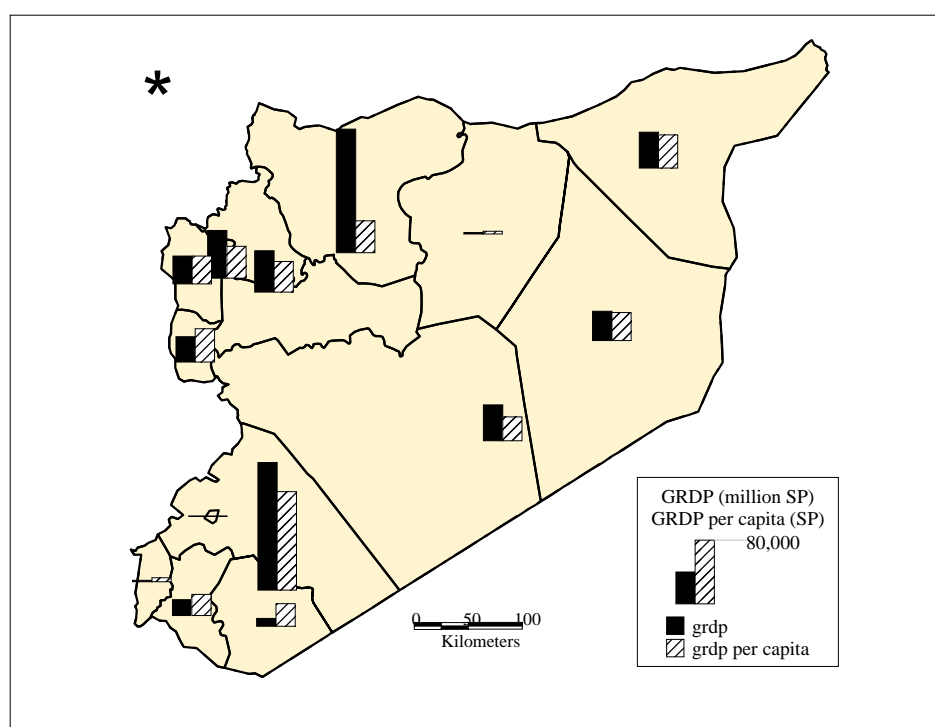 *
GRDP (million SP)
GRDP per capita (SP)
80,000
grdp
grdp per capita
0 50 100
Kilometers